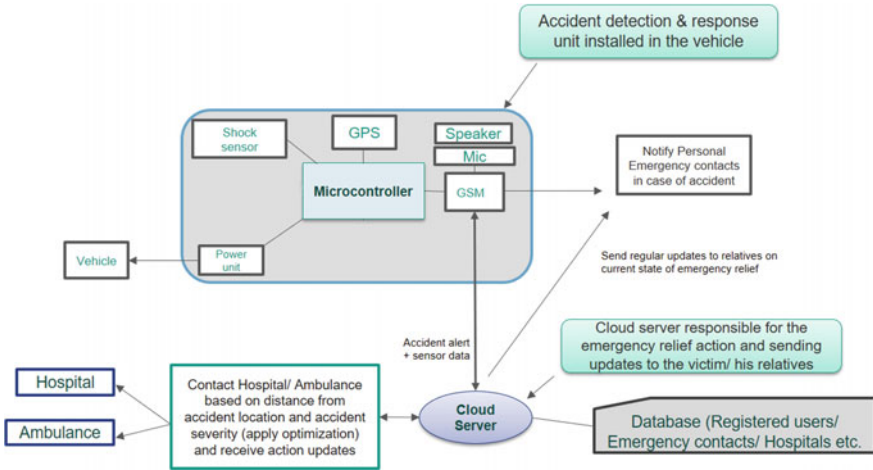 Accident detection & response
unit installed in the vehicle
Shock
sensor
GPS
Speaker
Mic
Microcontroller
GSM
Notify Personal
Emergency contacts
in case of accident
Vehicle
Power
unit
Send regular updates to relatives on
current state of emergency relief
Accident alert
+ sensor data
Cloud server responsible for the
emergency relief action and sending
updates to the victim/ his relatives
Hospital
Ambulance
Contact Hospital/ Ambulance
based on distance from
accident location and accident
severity (apply optimization)
and receive action updates
Cloud
Server
Database (Registered users/
Emergency contacts/ Hospitals etc.